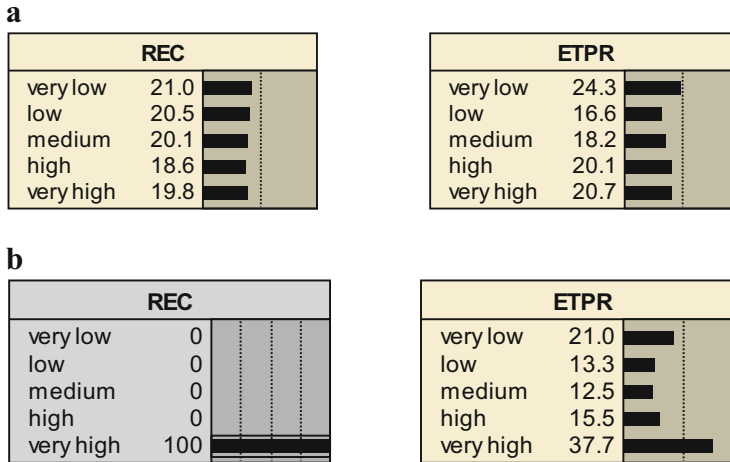 a
REC
very low 21.0
low 20.5
medium 20.1
high 18.6
very high 19.8
ETPR
very low 24.3
low 16.6
medium 18.2
high 20.1
very high 20.7
b
REC
very low 0
low 0
medium 0
high 0
very high 100
ETPR
very low 21.0
low 13.3
medium 12.5
high 15.5
very high 37.7